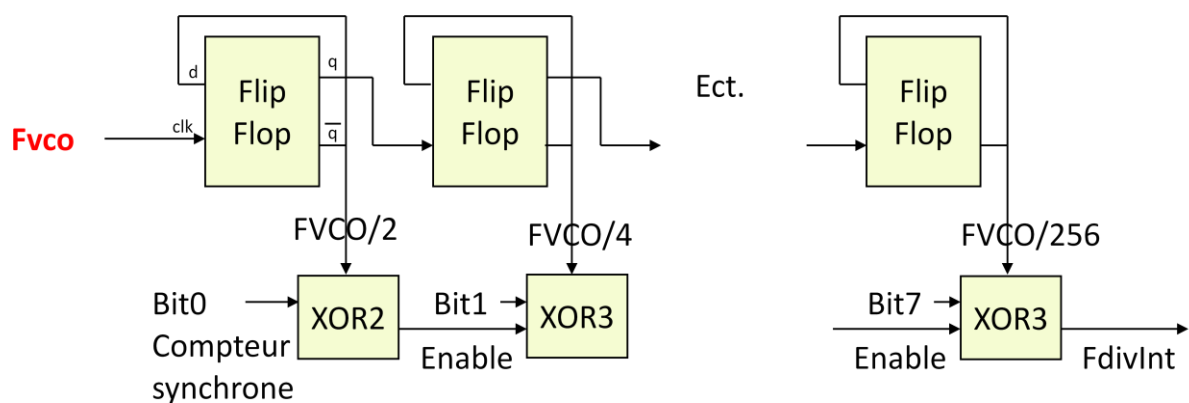 d
q
Flip
Flop
Flip
Flop
Ect.
Flip
Flop
Fvco
clk
q
FVCO/2
FVCO/4
FVCO/256
Bit0
XOR2
Bit1
XOR3
Bit7
XOR3
Compteur
synchrone
Enable
Enable
FdivInt